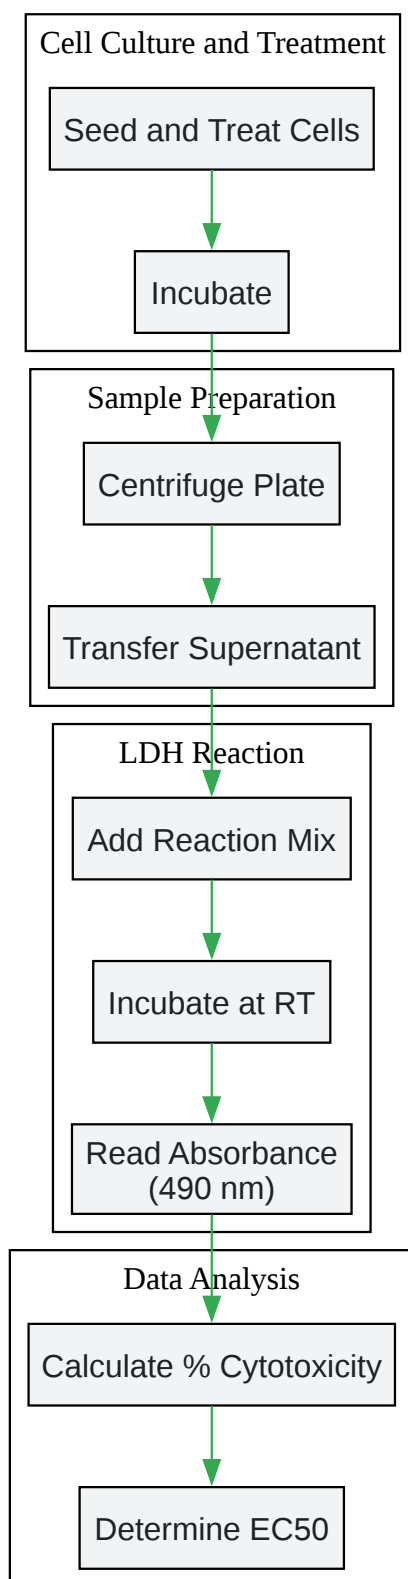 Cell Culture and Treatment
Seed and Treat Cells
Incubate
Sample Preparation
Centrifuge Plate
Transfer Supernatant
LDH Reaction
Add Reaction Mix
Incubate at RT
Read Absorbance
(490 nm)
Data Analysis
Calculate % Cytotoxicity
Determine EC50